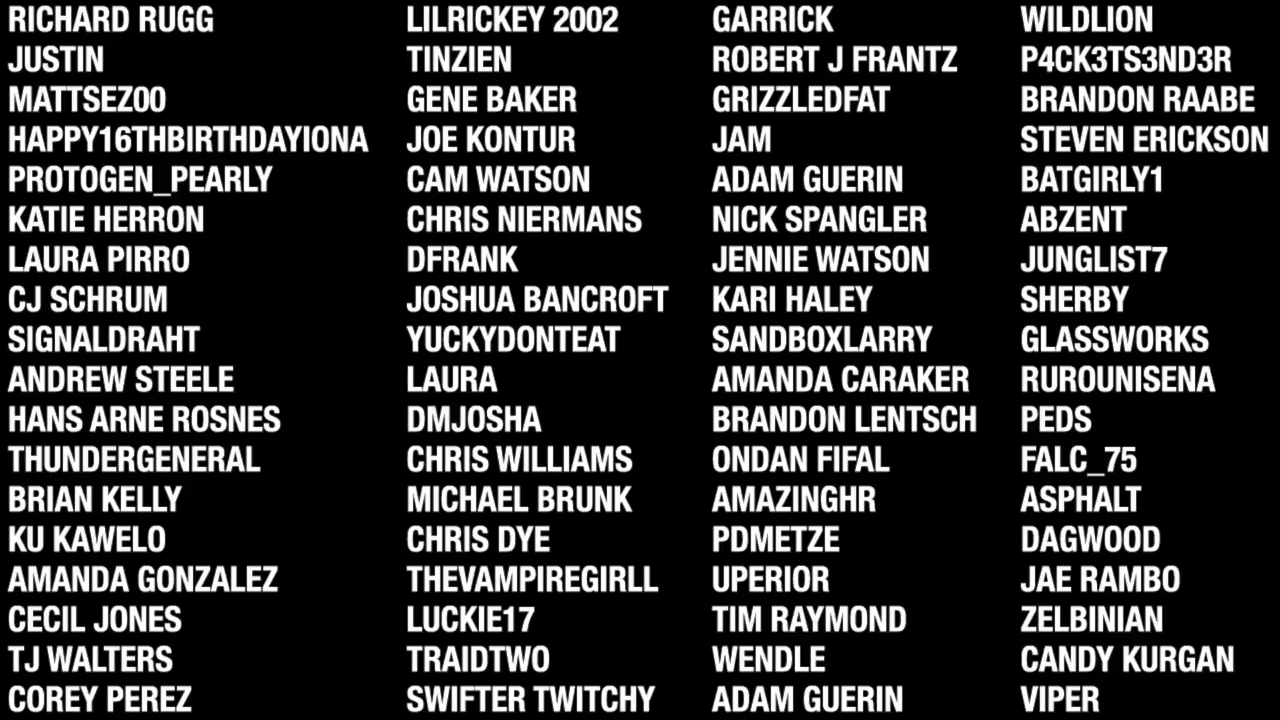 RICHARD RUGG
JUSTIN
MATTSEZ00
HAPPY16THBIRTHDAYIONA
PROTOGEN_PEARLY
KATIE HERRON
LAURA PIRRO
CJ SCHRUM
SIGNALDRAHT
ANDREW STEELE
HANS ARNE ROSNES
THUNDERGENERAL
BRIAN KELLY
KU KAWELO
AMANDA GONZALEZ
CECIL JONES
TJ WALTERS
COREY PEREZ
LILRICKEY 2002
TINZIEN
GENE BAKER
JOE KONTUR
CAM WATSON
CHRIS NIERMANS
DFRANK
JOSHUA BANCROFT
YUCKYDONTEAT
LAURA
DMJOSHA
CHRIS WILLIAMS
MICHAEL BRUNK
CHRIS DYE
THEVAMPIREGIRLL
LUCKIE17
TRAIDTWO
SWIFTER TWITCHY
GARRICK
ROBERT J FRANTZ
GRIZZLEDFAT
JAM
ADAM GUERIN
NICK SPANGLER
JENNIE WATSON
KARI HALEY
SANDBOXLARRY
AMANDA CARAKER
BRANDON LENTSCH
ONDAN FIFAL
AMAZINGHR
PDMETZE
UPERIOR
TIM RAYMOND
WENDLE
ADAM GUERIN
WILDLION
P4CK3TS3ND3R
BRANDON RAABE
STEVEN ERICKSON
BATGIRLY1
ABZENT
JUNGLIST7
SHERBY
GLASSWORKS
RUROUNISENA
PEDS
FALC_75
ASPHALT
DAGWOOD
JAE RAMBO
ZELBINIAN
CANDY KURGAN
VIPER